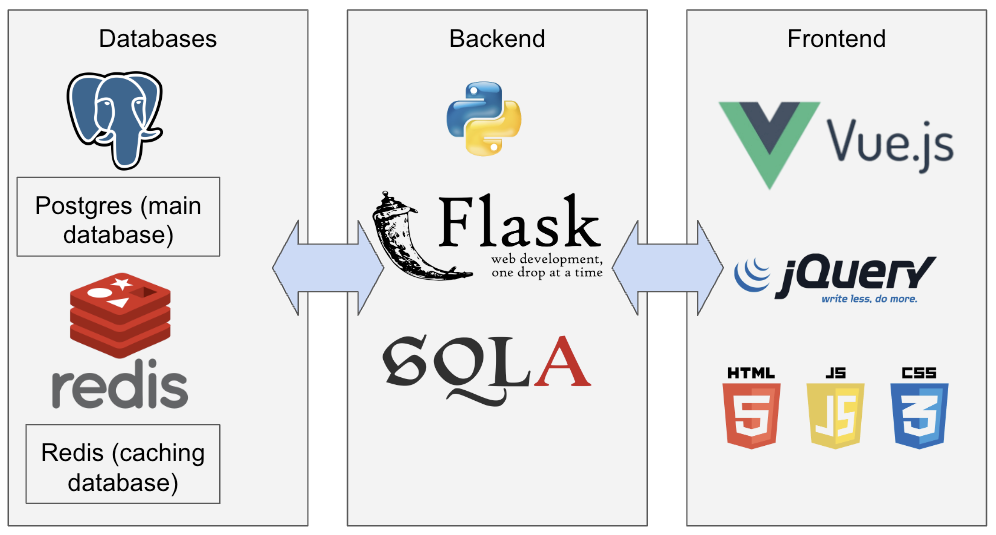 Databases
Postgres (main
database)
redis
Redis (caching
database)
Backend
Flask
web development,
one drop at a time
SQLA
Frontend
Vue.js
jQuery
write less, do more.
HTML JS CSS
5 JS 3